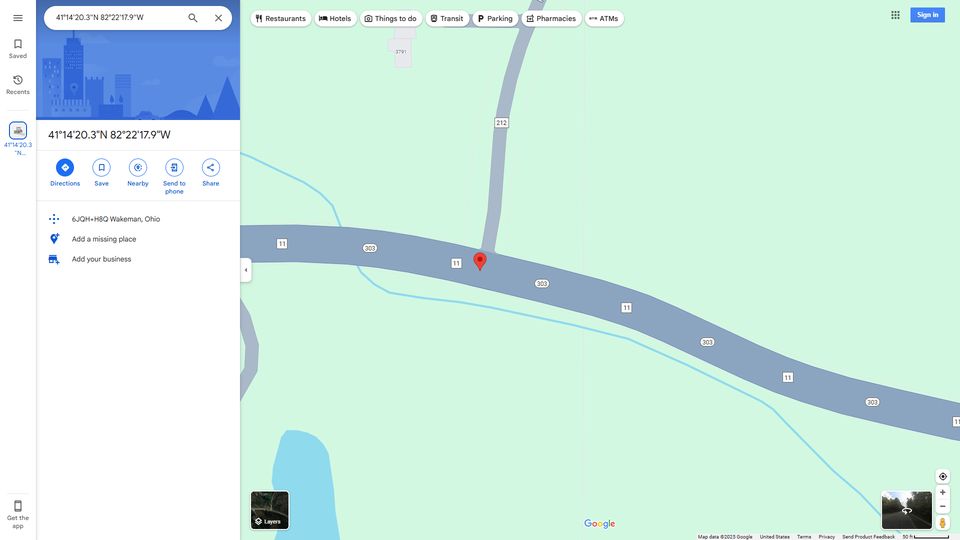 41°14'20.3"N 82°22'17.9"W
Restaurants
Hotels
Things to do
Transit
Parking
Pharmacies
ATMs
Sign in
Saved
Recents
41°14'20.3
"N...
41°14'20.3"N 82°22'17.9"W
Directions
Save
Nearby
Send to
phone
Share
6JQH+H8Q Wakeman, Ohio
Add a missing place
Add your business
Get the
app
3791
212
11
303
11
303
11
303
11
303
11
Layers
Google
Map data ©2025 Google
United States
Terms
Privacy
Send Product Feedback
50 ft